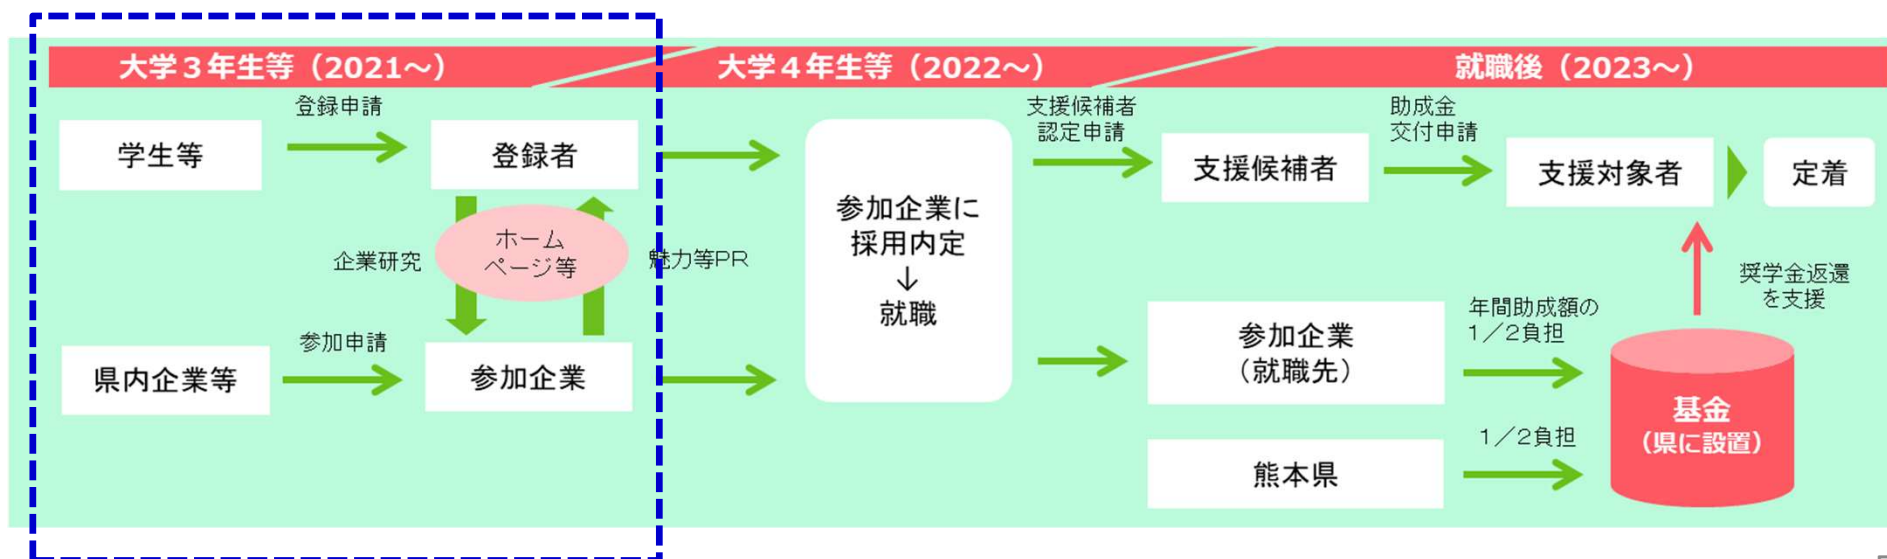 大学３年生等（2021～）
大学４年生等（2022～）
就職後（2023～）
登録申請
学生等
登録者
ホーム
ページ等
企業研究
魅力等PR
参加申請
県内企業等
参加企業
参加企業に
採用内定
↓
就職
支援候補者
認定申請
支援候補者
助成金
交付申請
支援対象者
定着
奨学金返還
を支援
参加企業
（就職先）
年間助成額の
１／２負担
熊本県
１／２負担
基金
（県に設置）